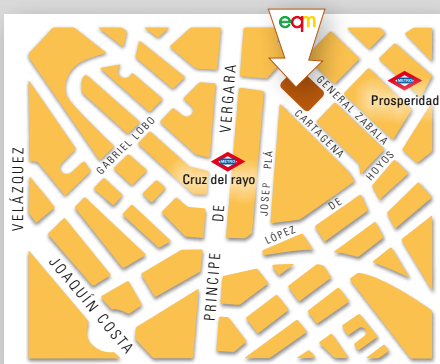 eqm
GENERAL ZABALA
METRO
Prosperidad
CARTAGENA
VERGARA
GABRIEL LOBO
HOYOS
VELÁZQUEZ
METRO
Cruz del rayo
JOSEP PLÁ
DE
DE
LÓPEZ
PRINCIPE
JOAQUÍN COSTA